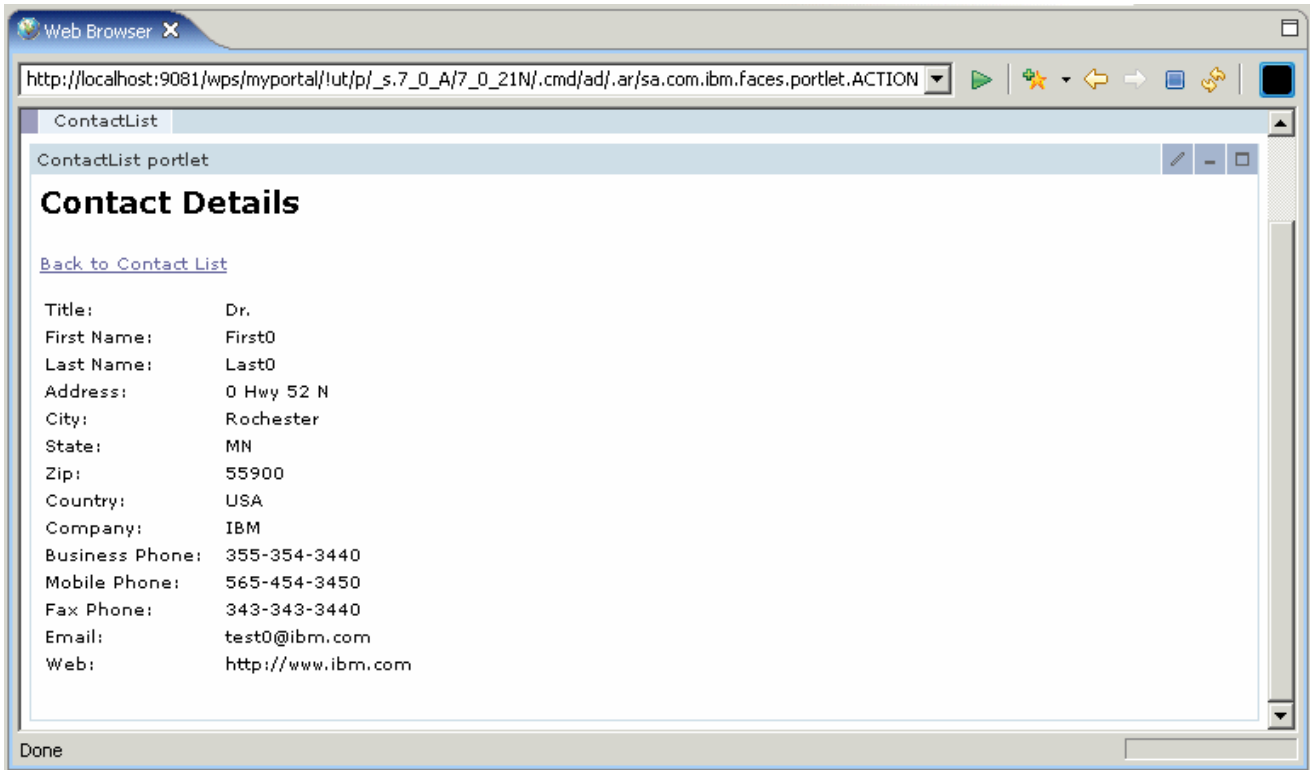 Web Browser
http://localhost:9081/wps/myportal/!ut/p/_s.7_0_A/7_0_21N/.cmd/ad/.ar/sa.com.ibm.faces.portlet.ACTION
ContactList
ContactList portlet
Contact Details
Back to Contact List
Title: Dr.
First Name: First0
Last Name: Last0
Address: 0 Hwy 52 N
City: Rochester
State: MN
Zip: 55900
Country: USA
Company: IBM
Business Phone: 355-354-3440
Mobile Phone: 565-454-3450
Fax Phone: 343-343-3440
Email: test0@ibm.com
Web: http://www.ibm.com
Done